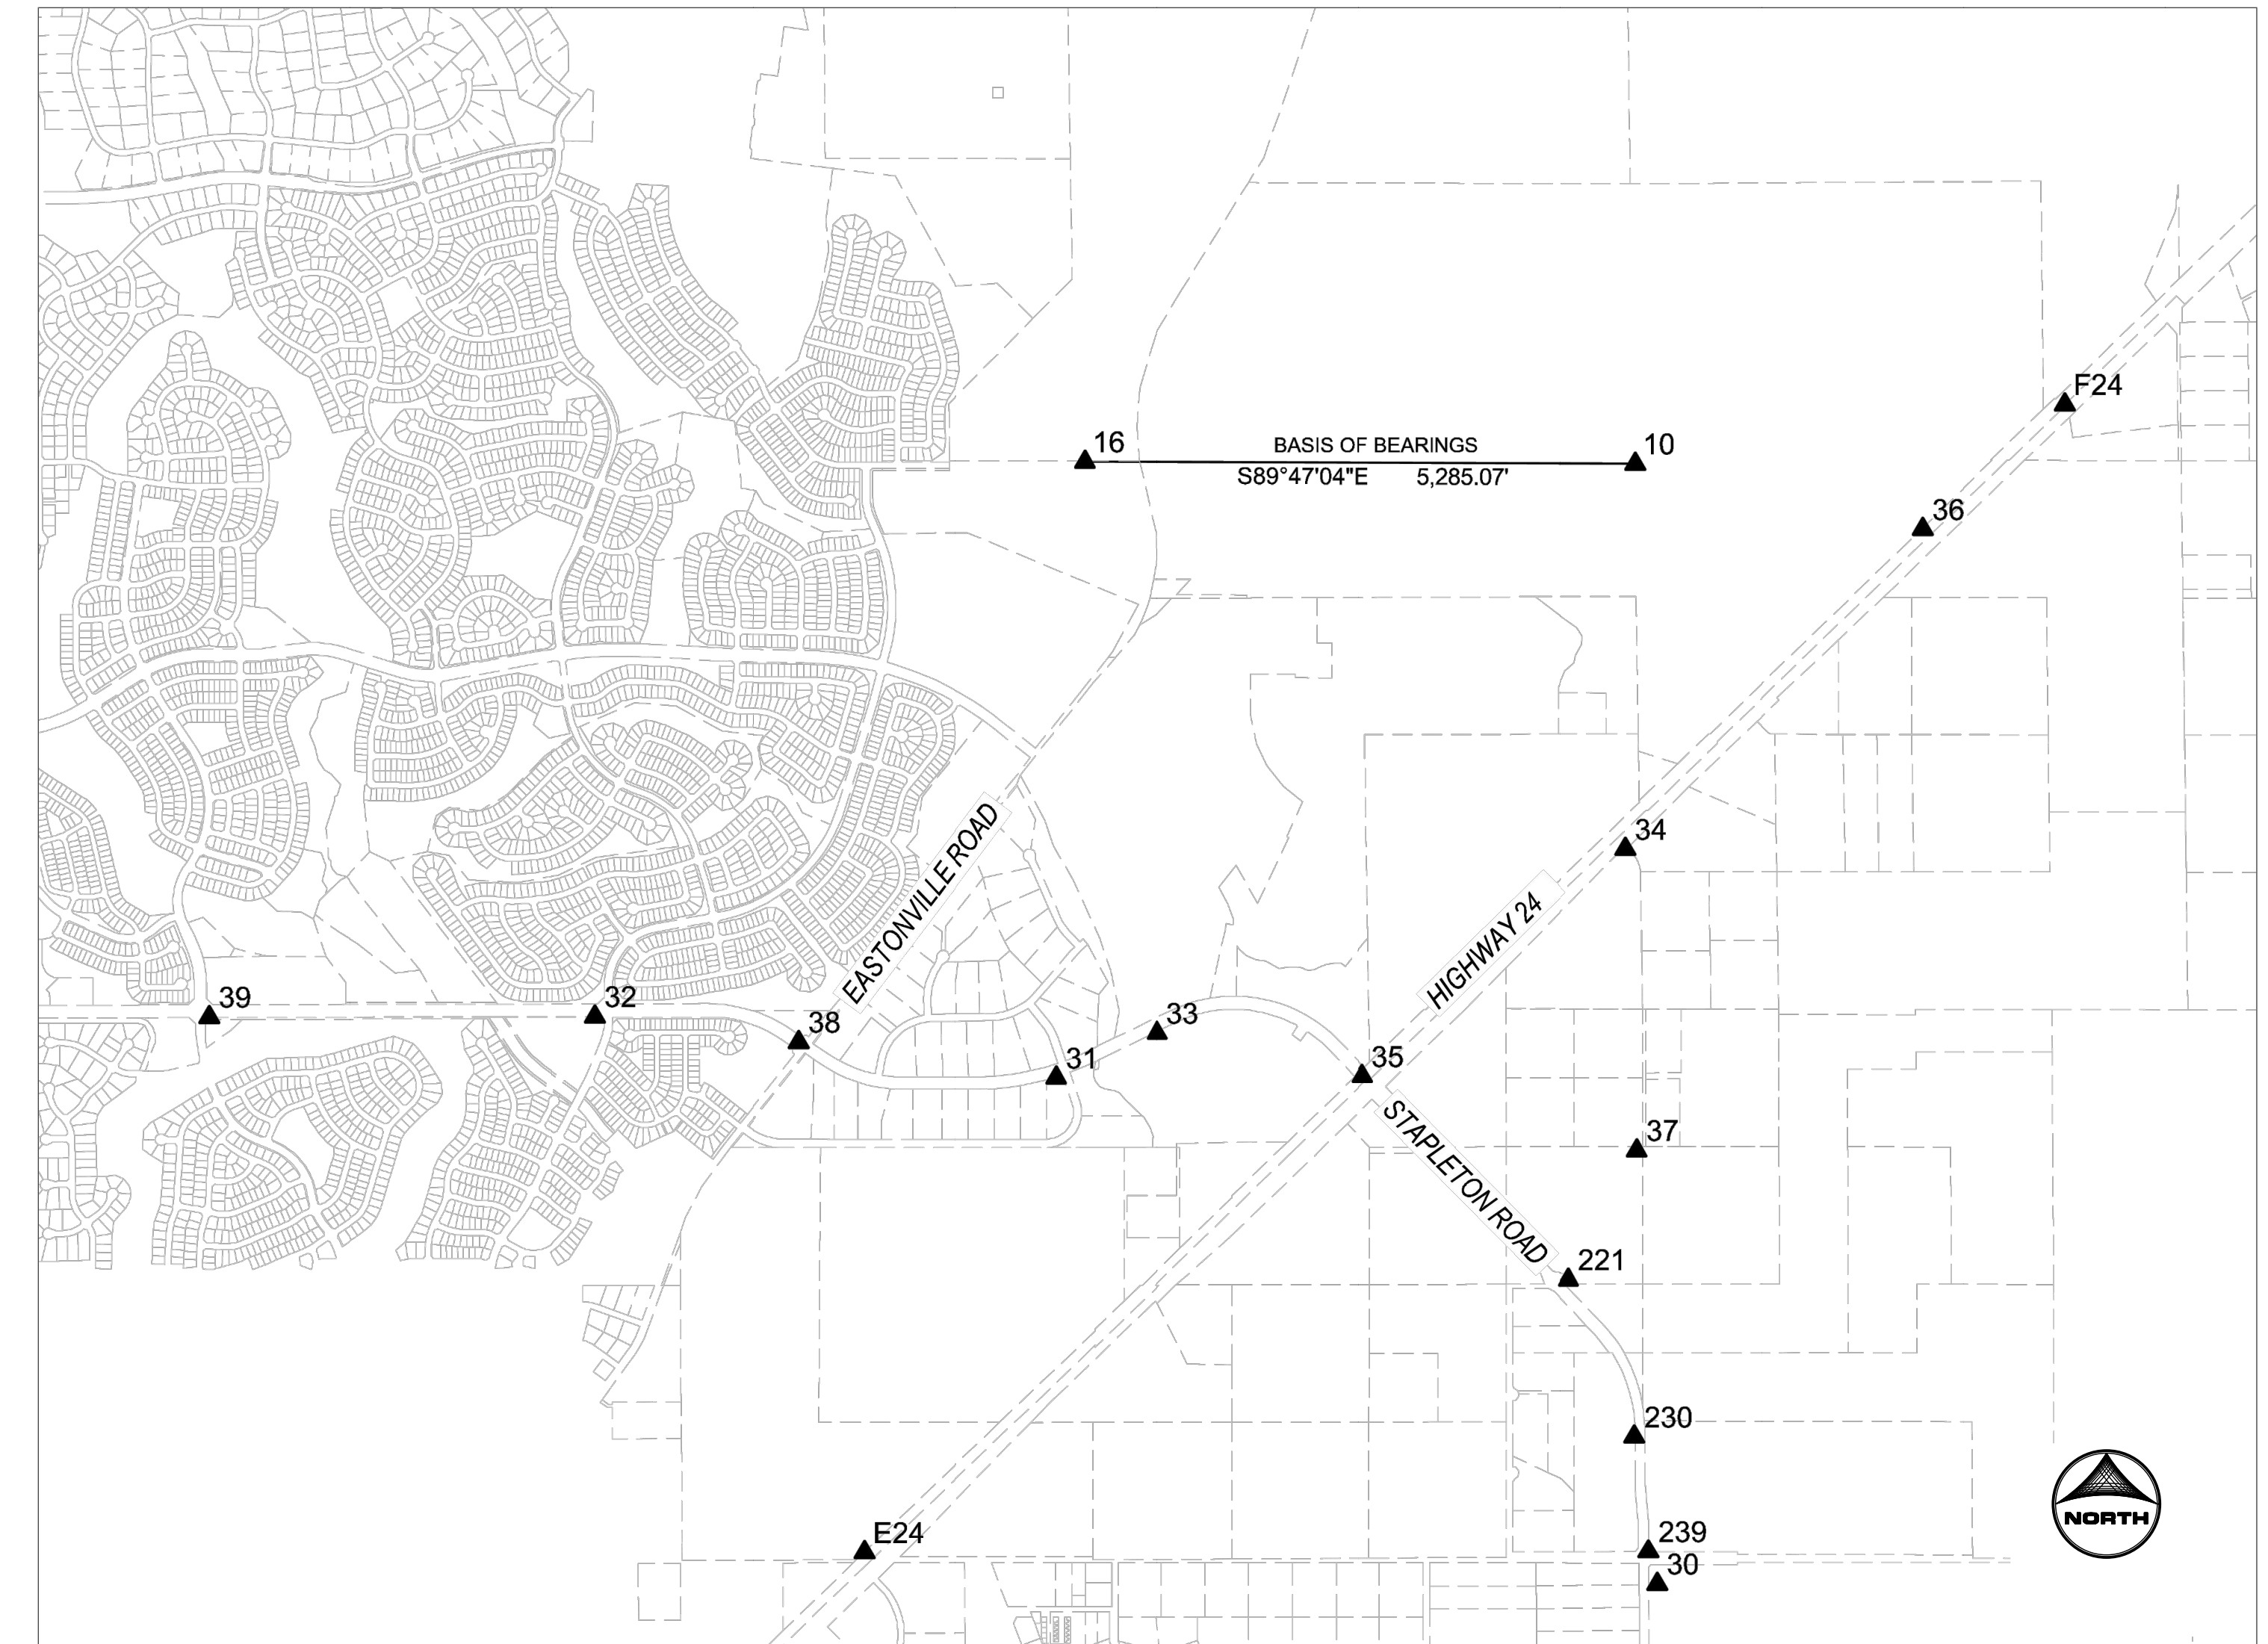 F24
16
BASIS OF BEARINGS
10
S89°47'04"E 5,285.07'
36
34
EASTONVILLE ROAD
HIGHWAY 24
39
32
38
33
31
35
STAPLETON ROAD
37
221
230
NORTH
E24
239
30